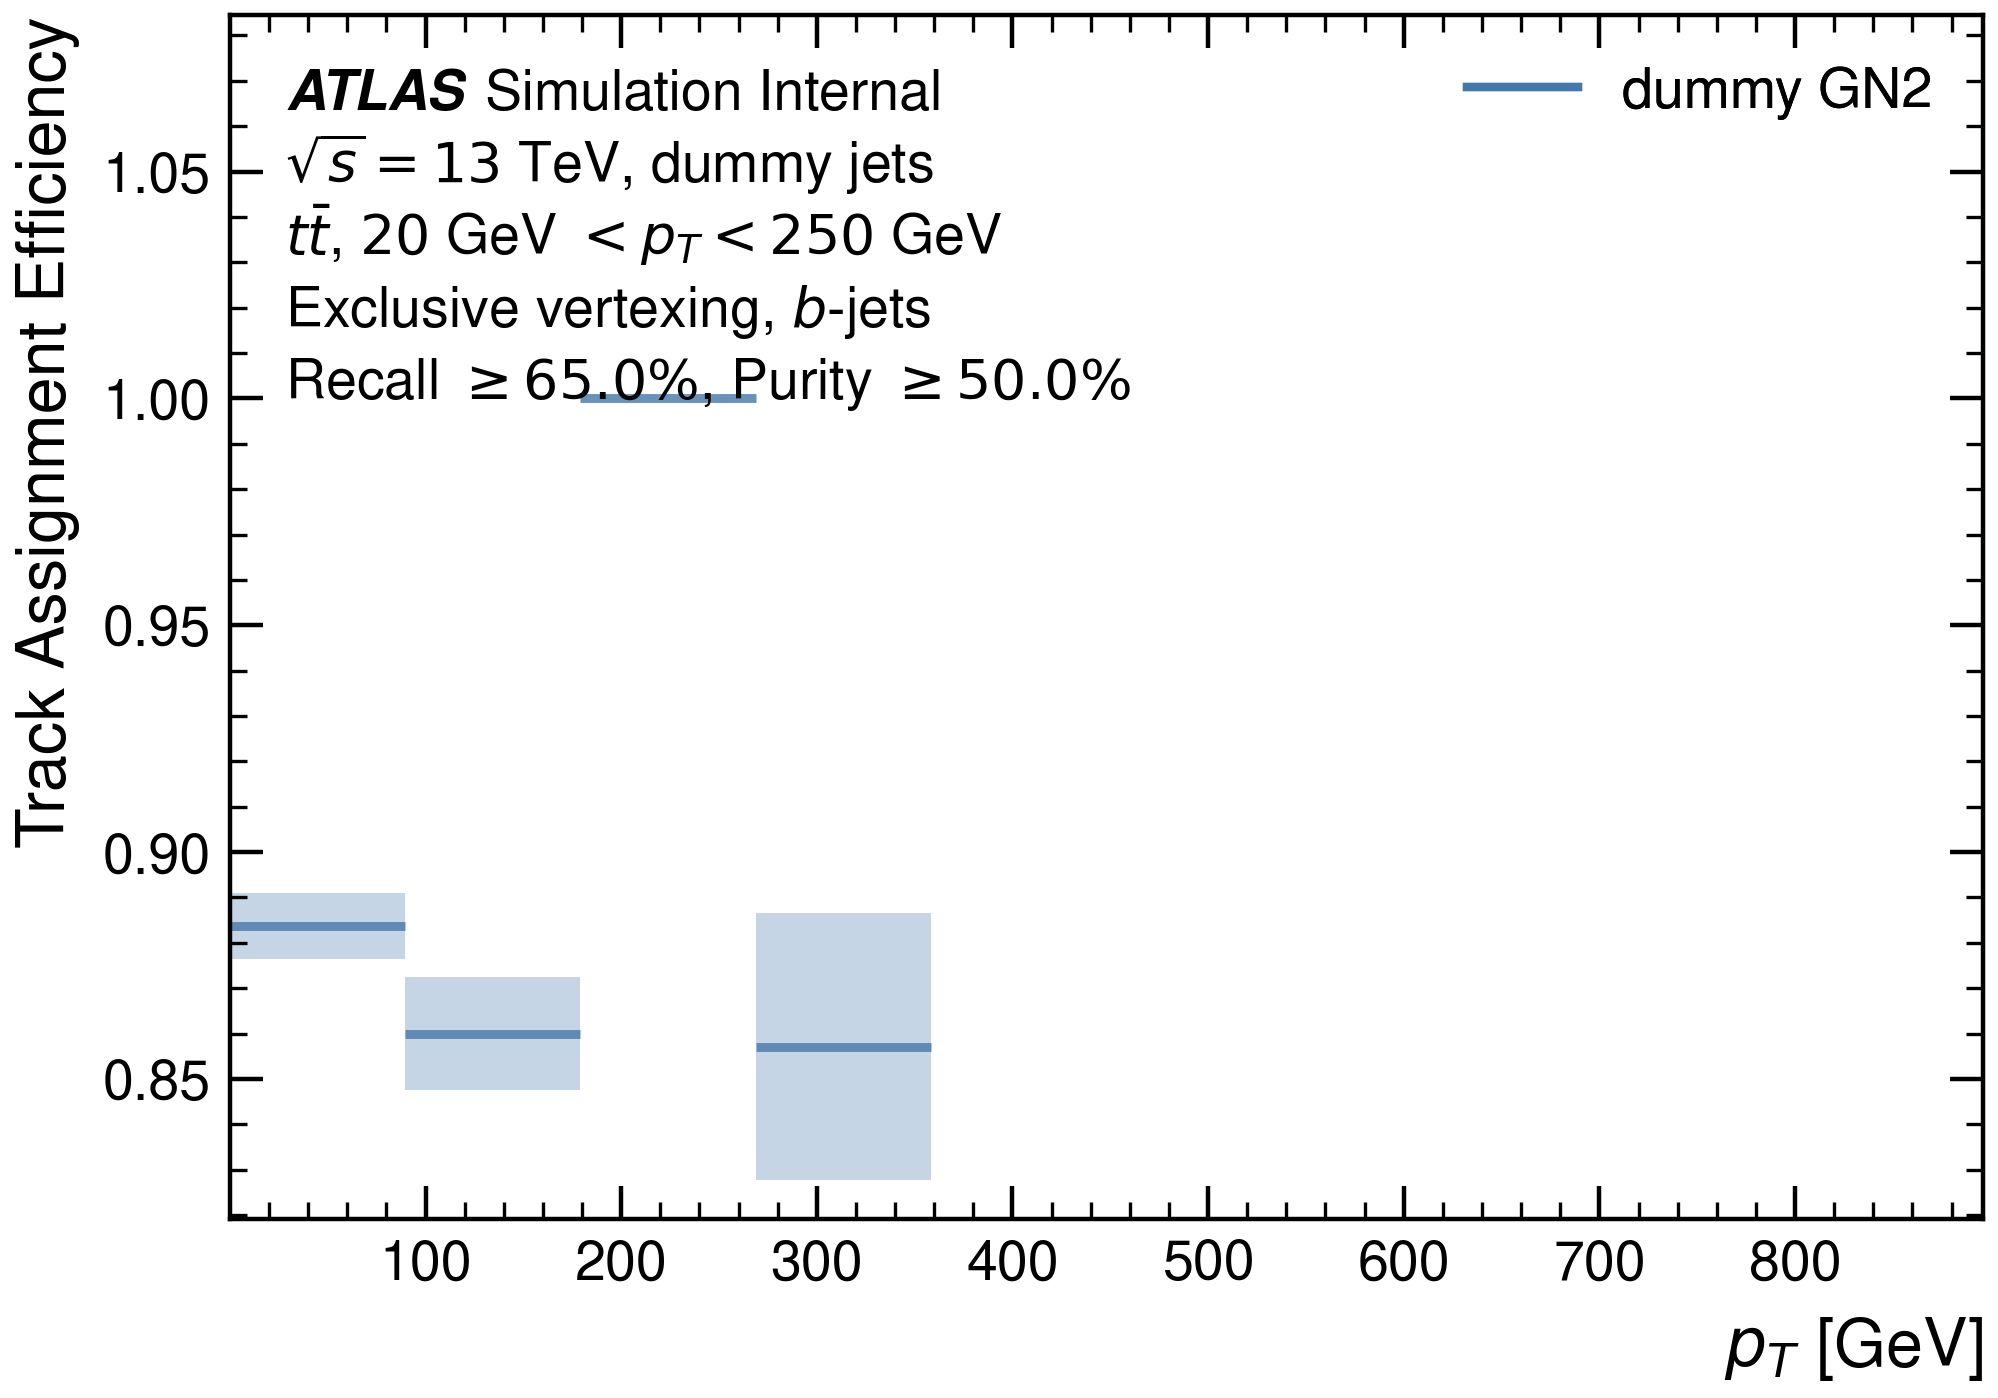 Track Assignment Efficiency
ATLAS Simulation Internal
√s = 13 TeV, dummy jets
tt̄, 20 GeV < p_T < 250 GeV
Exclusive vertexing, b-jets
Recall ≥ 65.0%, Purity ≥ 50.0%
dummy GN2
1.05
1.00
0.95
0.90
0.85
100 200 300 400 500 600 700 800
p_T [GeV]